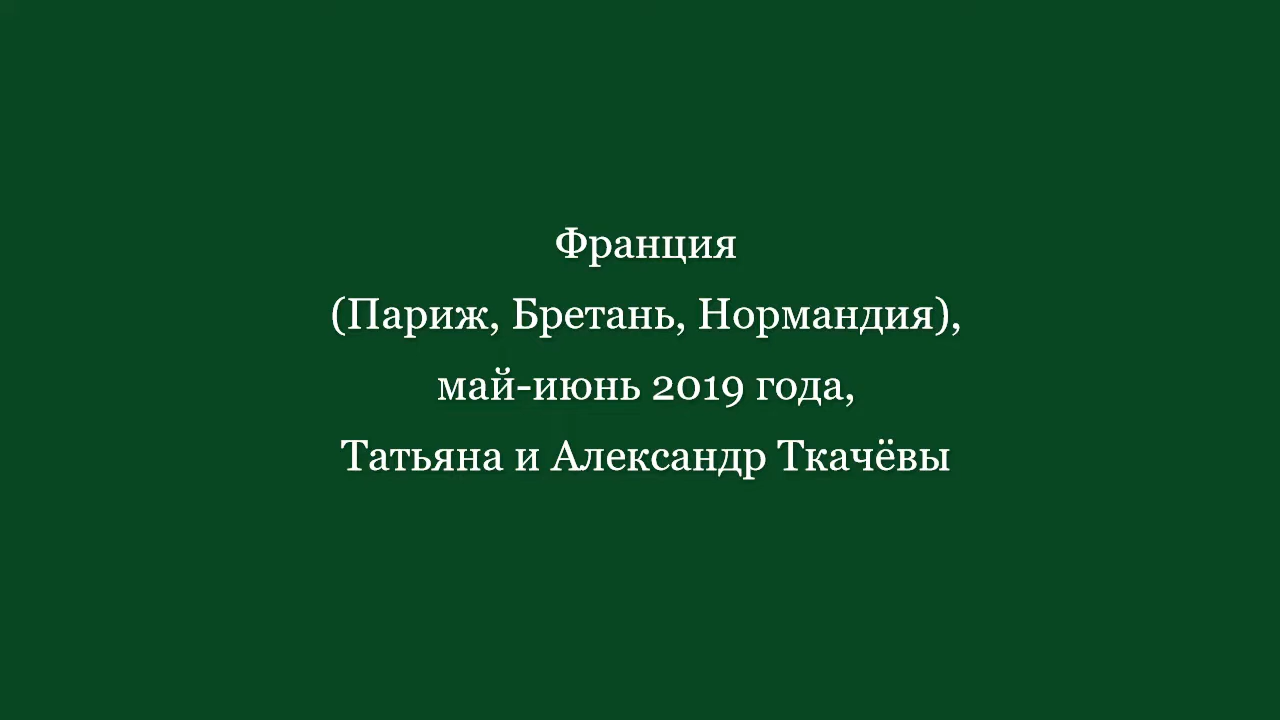 Франция
(Париж, Бретань, Нормандия),
май-июнь 2019 года,
Татьяна и Александр Ткачёвы